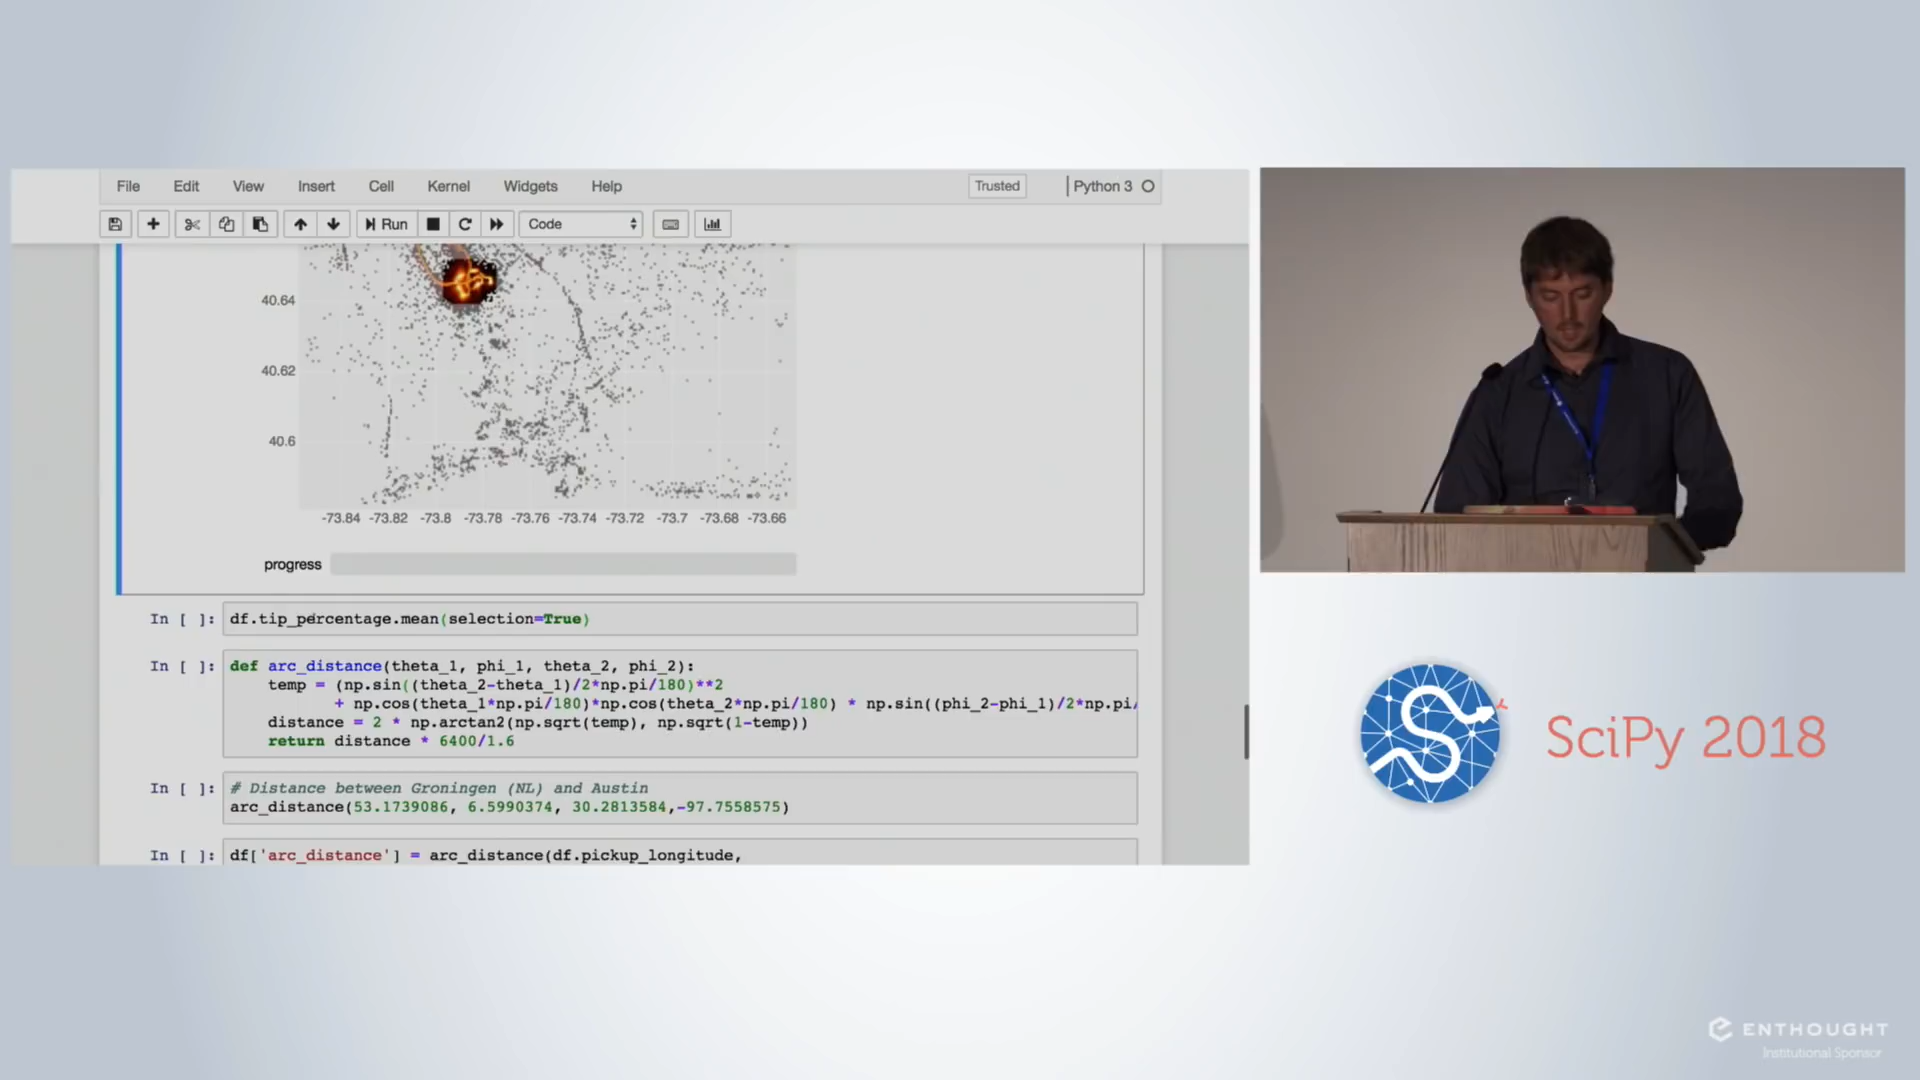 File Edit View Insert Cell Kernel Widgets Help Trusted Python 3
Run Code
40.64
40.62
40.6
-73.84 -73.82 -73.8 -73.78 -73.76 -73.74 -73.72 -73.7 -73.68 -73.66
progress
In [ ]: df.tip_percentage.mean(selection=True)
In [ ]: def arc_distance(theta_1, phi_1, theta_2, phi_2):
temp = (np.sin((theta_2-theta_1)/2*np.pi/180)**2
+ np.cos(theta_1*np.pi/180)*np.cos(theta_2*np.pi/180) * np.sin((phi_2-phi_1)/2*np.pi/
distance = 2 * np.arctan2(np.sqrt(temp), np.sqrt(1-temp))
return distance * 6400/1.6
In [ ]: # Distance between Groningen (NL) and Austin
arc_distance(53.1739086, 6.5990374, 30.2813584,-97.7558575)
In [ ]: df['arc_distance'] = arc_distance(df.pickup_longitude,
SciPy 2018
ENTHOUGHT
Institutional Sponsor